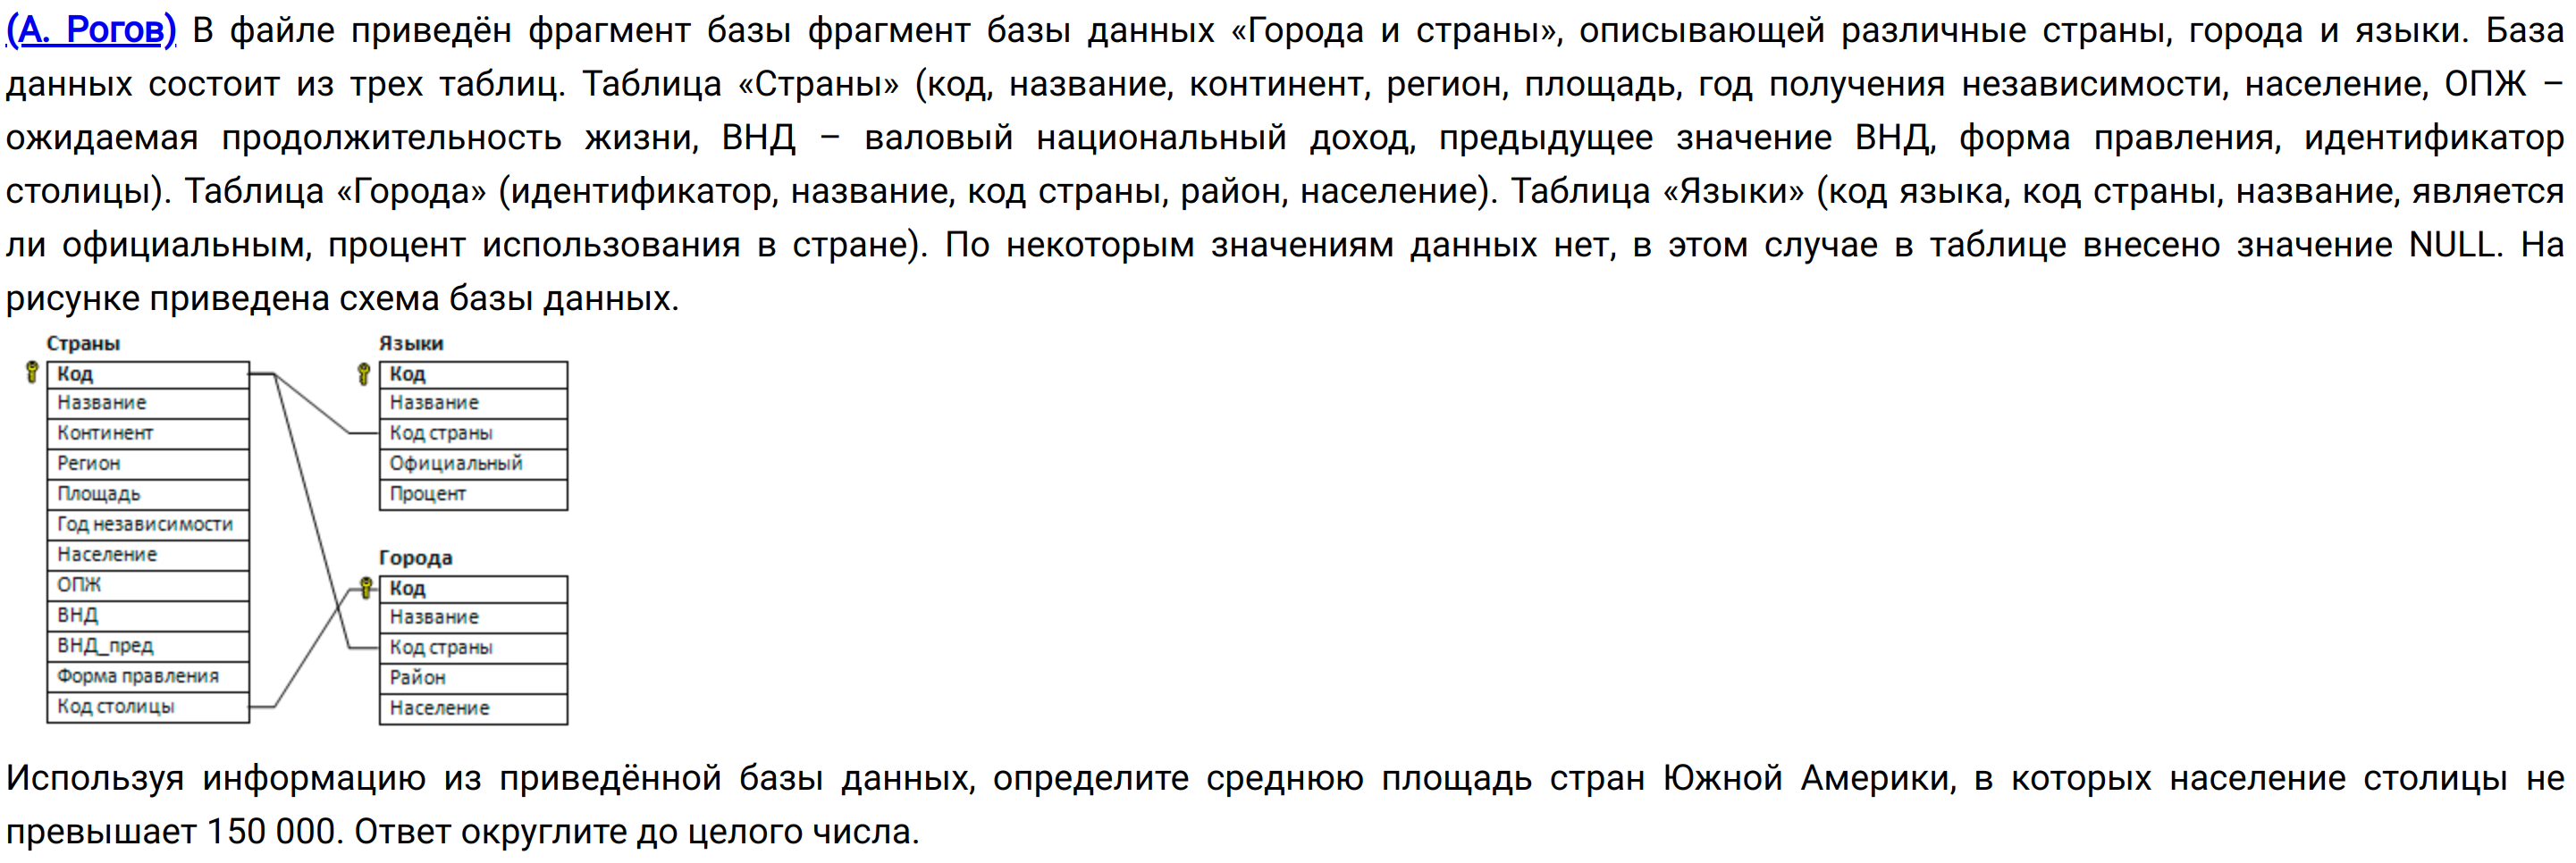 (А. Рогов) В файле приведён фрагмент базы фрагмент базы данных «Города и страны», описывающей различные страны, города и языки. База
данных состоит из трех таблиц. Таблица «Страны» (код, название, континент, регион, площадь, год получения независимости, население, ОПЖ –
ожидаемая продолжительность жизни, ВНД – валовый национальный доход, предыдущее значение ВНД, форма правления, идентификатор
столицы). Таблица «Города» (идентификатор, название, код страны, район, население). Таблица «Языки» (код языка, код страны, название, является
ли официальным, процент использования в стране). По некоторым значениям данных нет, в этом случае в таблице внесено значение NULL. На
рисунке приведена схема базы данных.
Страны
Код
Название
Континент
Регион
Площадь
Год независимости
Население
ОПЖ
ВНД
ВНД_пред
Форма правления
Код столицы
Языки
Код
Название
Код страны
Официальный
Процент
Города
Код
Название
Код страны
Район
Население
Используя информацию из приведённой базы данных, определите среднюю площадь стран Южной Америки, в которых население столицы не
превышает 150 000. Ответ округлите до целого числа.